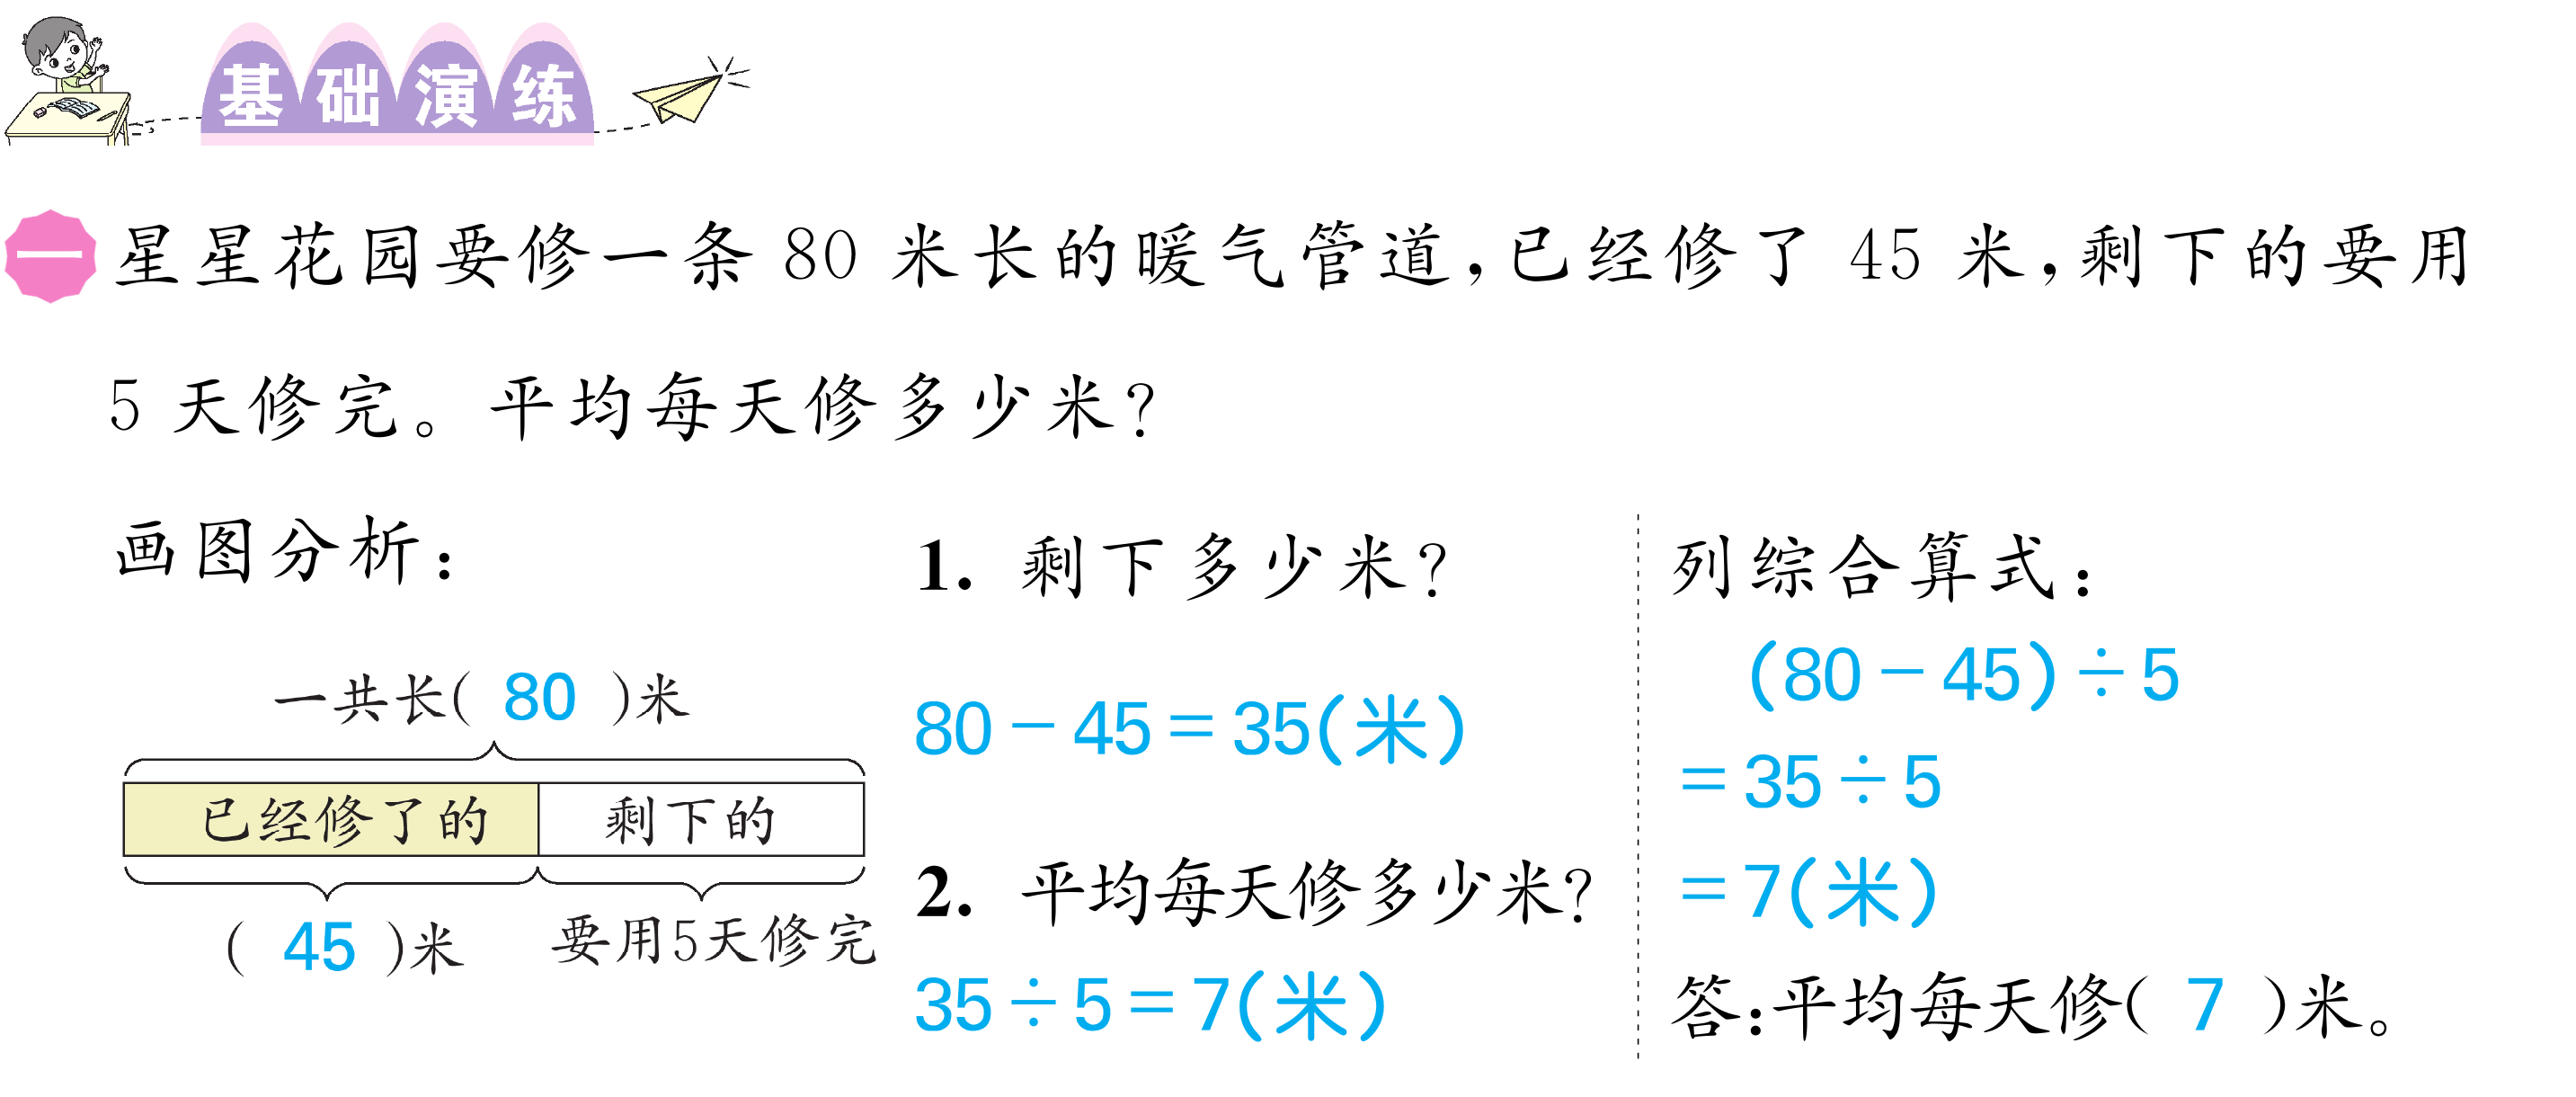 基础演练
一 星星花园要修一条 80 米长的暖气管道,已经修了 45 米,剩下的要用
5 天修完。平均每天修多少米?
画图分析:
一共长( 80 )米
已经修了的 剩下的
( 45 )米 要用5天修完
1. 剩下多少米?
80－45＝35(米)
2. 平均每天修多少米?
35÷5＝7(米)
列综合算式:
(80－45)÷5
＝35÷5
＝7(米)
答:平均每天修( 7 )米。